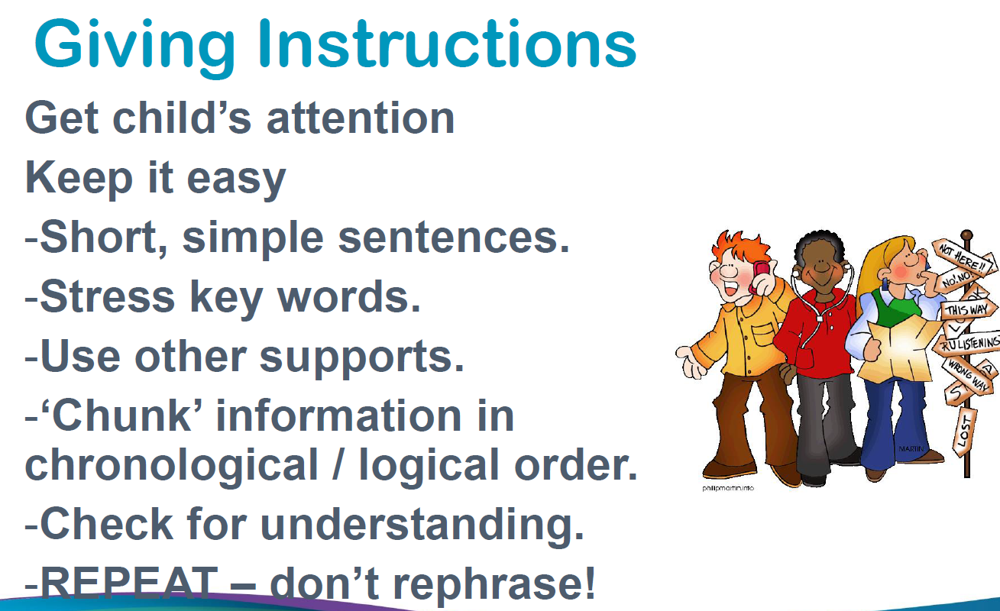 Giving Instructions
Get child’s attention
Keep it easy
-Short, simple sentences.
-Stress key words.
-Use other supports.
-‘Chunk’ information in
chronological / logical order.
-Check for understanding.
-REPEAT – don’t rephrase!
NOT HERE!!
NO! NO!
THIS WAY
R U LISTENING
WRONG WAY
LOST
MARTIN
philipmartin.info